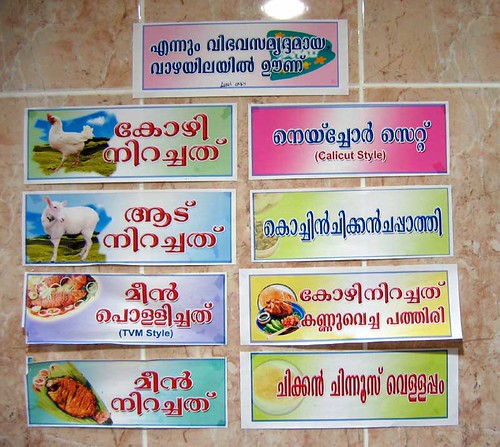 എന്നും വിഭവസമൃദ്ദമായ
വാഴയിലയിൽ ഊണ്
കോഴി
നിറച്ചത്
നെയ്ച്ചോർ സെറ്റ്
(Calicut Style)
ആട്
നിറച്ചത്
കൊച്ചിൻചിക്കൻചപ്പാത്തി
മീൻ
പൊള്ളിച്ചത്
(TVM Style)
കോഴിനിറച്ചത്
കണ്ണുവെച്ച പത്തിരി
മീൻ
നിറച്ചത്
ചിക്കൻ ചിന്നൂസ് വെള്ളപ്പം